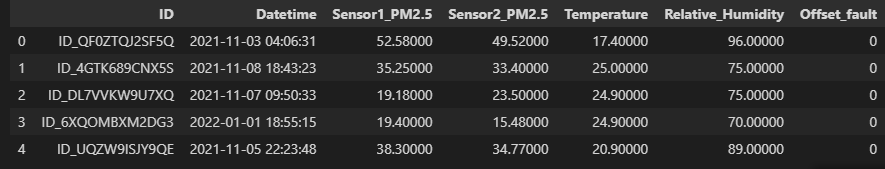 ID Datetime Sensor1_PM2.5 Sensor2_PM2.5 Temperature Relative_Humidity Offset_fault
0 ID_QF0ZTQJ2SF5Q 2021-11-03 04:06:31 52.58000 49.52000 17.40000 96.00000 0
1 ID_4GTK689CNX5S 2021-11-08 18:43:23 35.25000 33.40000 25.00000 75.00000 0
2 ID_DL7VVKW9U7XQ 2021-11-07 09:50:33 19.18000 23.50000 24.90000 75.00000 0
3 ID_6XQOMBXM2DG3 2022-01-01 18:55:15 19.40000 15.48000 24.90000 70.00000 0
4 ID_UQZW9ISJY9QE 2021-11-05 22:23:48 38.30000 34.77000 20.90000 89.00000 0